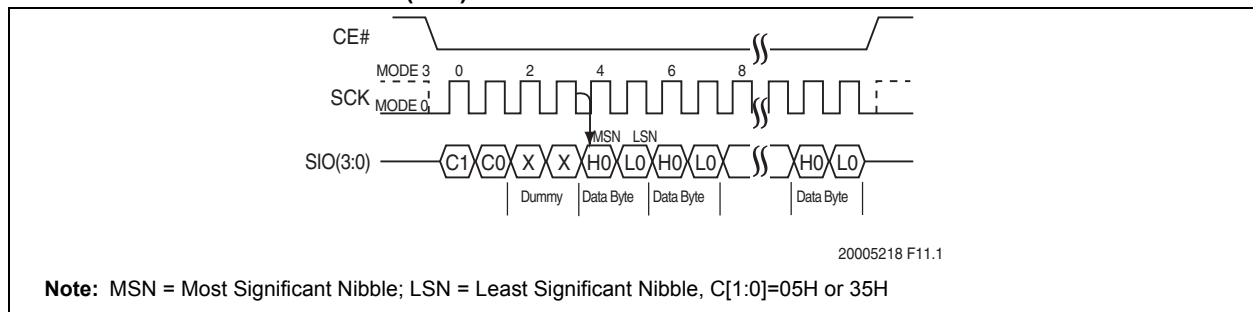 CE#
MODE 3 0 2 4 6 8
SCK
MODE 0
MSN LSN
SIO(3:0) C1 C0 X X H0 L0 H0 L0 H0 L0
Dummy Data Byte Data Byte Data Byte
20005218 F11.1
Note: MSN = Most Significant Nibble; LSN = Least Significant Nibble, C[1:0]=05H or 35H